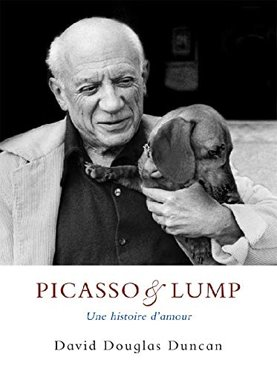 PICASSO & LUMP
Une histoire d'amour
David Douglas Duncan